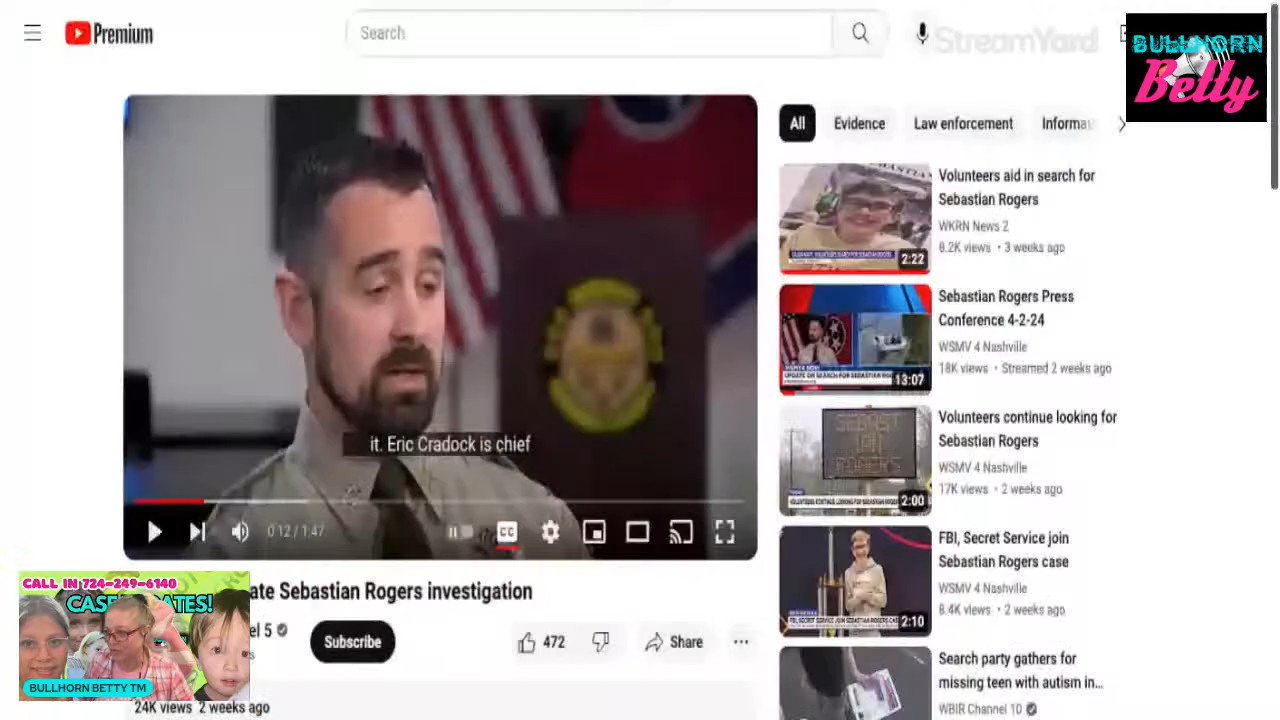 Premium
Search
StreamYard
BULLHORN
Betty
All
Evidence
Law enforcement
it. Eric Cradock is chief
0:12 / 1:47
CC
ate Sebastian Rogers investigation
el 5
Subscribe
472
Share
24K views 2 weeks ago
CALL IN 724-249-6140
BULLHORN BETTY TM
2:22
Volunteers aid in search for
Sebastian Rogers
WKRN News 2
8.2K views • 3 weeks ago
13:07
Sebastian Rogers Press
Conference 4-2-24
WSMV 4 Nashville
18K views • Streamed 2 weeks ago
2:00
Volunteers continue looking for
Sebastian Rogers
WSMV 4 Nashville
17K views • 2 weeks ago
2:10
FBI, Secret Service join
Sebastian Rogers case
WSMV 4 Nashville
8.4K views • 2 weeks ago
Search party gathers for
missing teen with autism in...
WBIR Channel 10